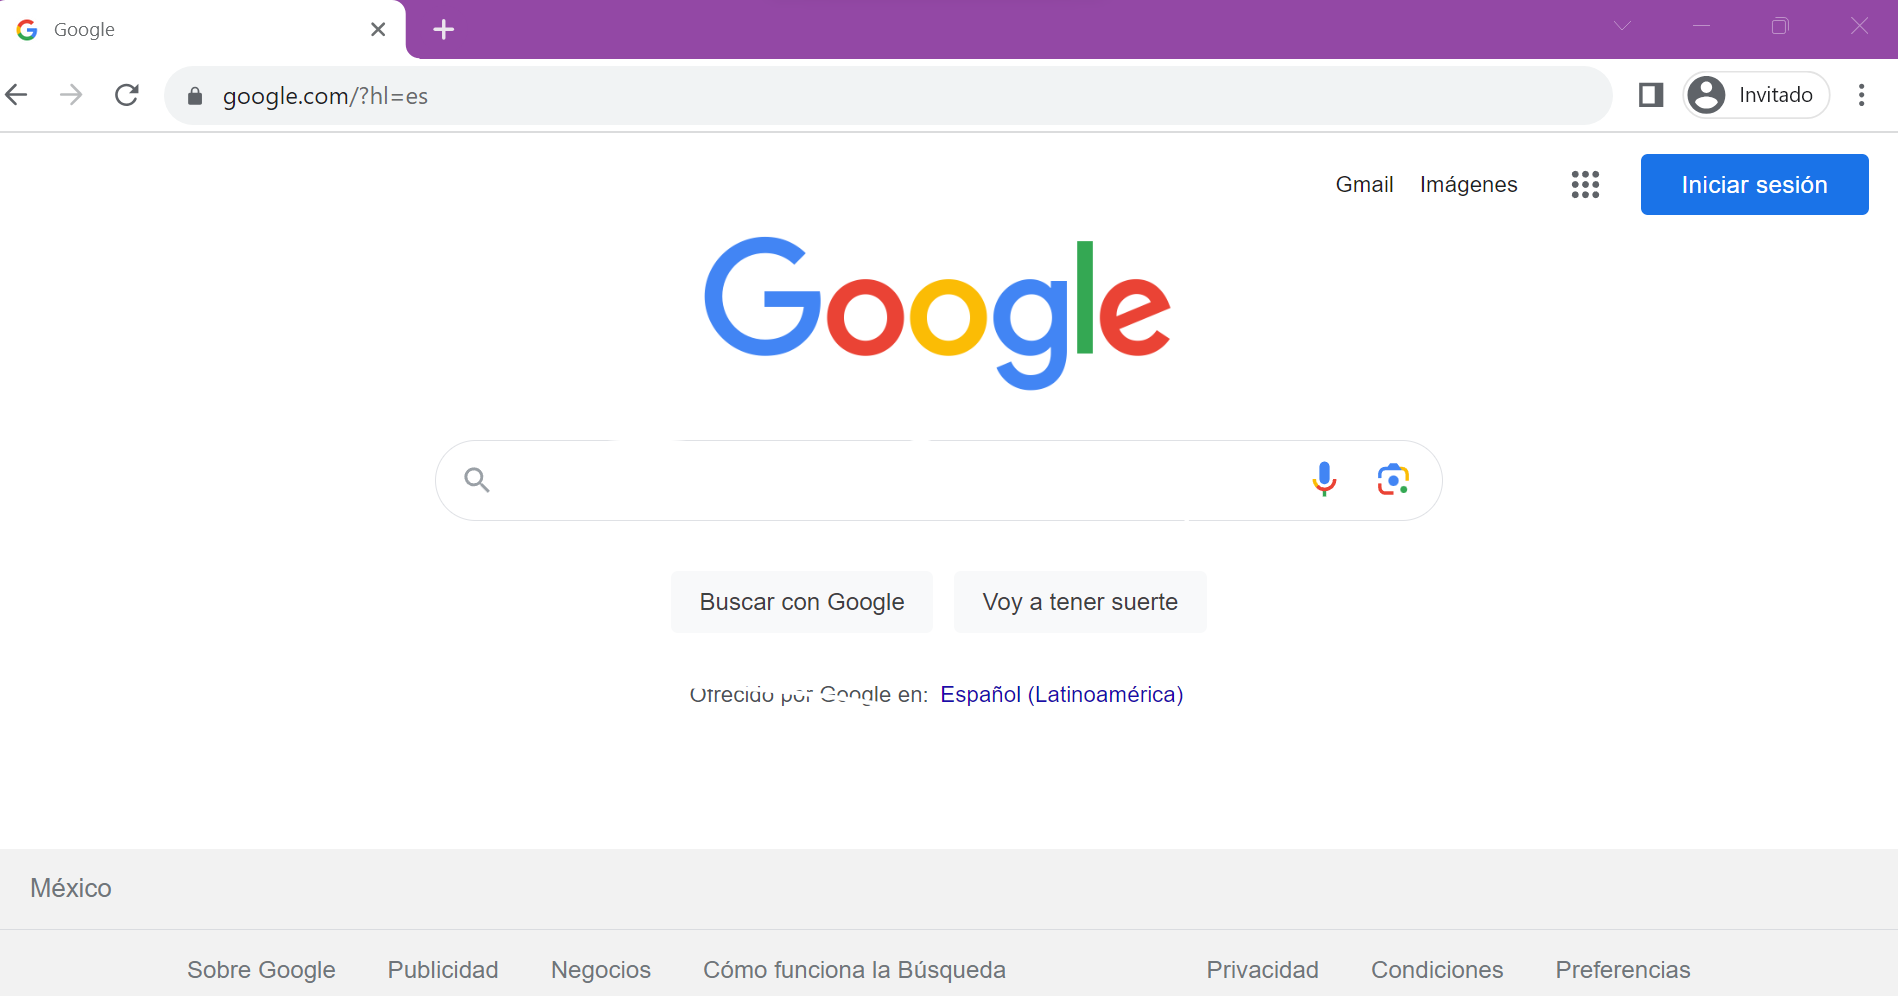 Google
google.com/?hl=es
Invitado
Gmail Imágenes Iniciar sesión
Google
Buscar con Google Voy a tener suerte
Ofrecido por Google en: Español (Latinoamérica)
México
Sobre Google Publicidad Negocios Cómo funciona la Búsqueda Privacidad Condiciones Preferencias